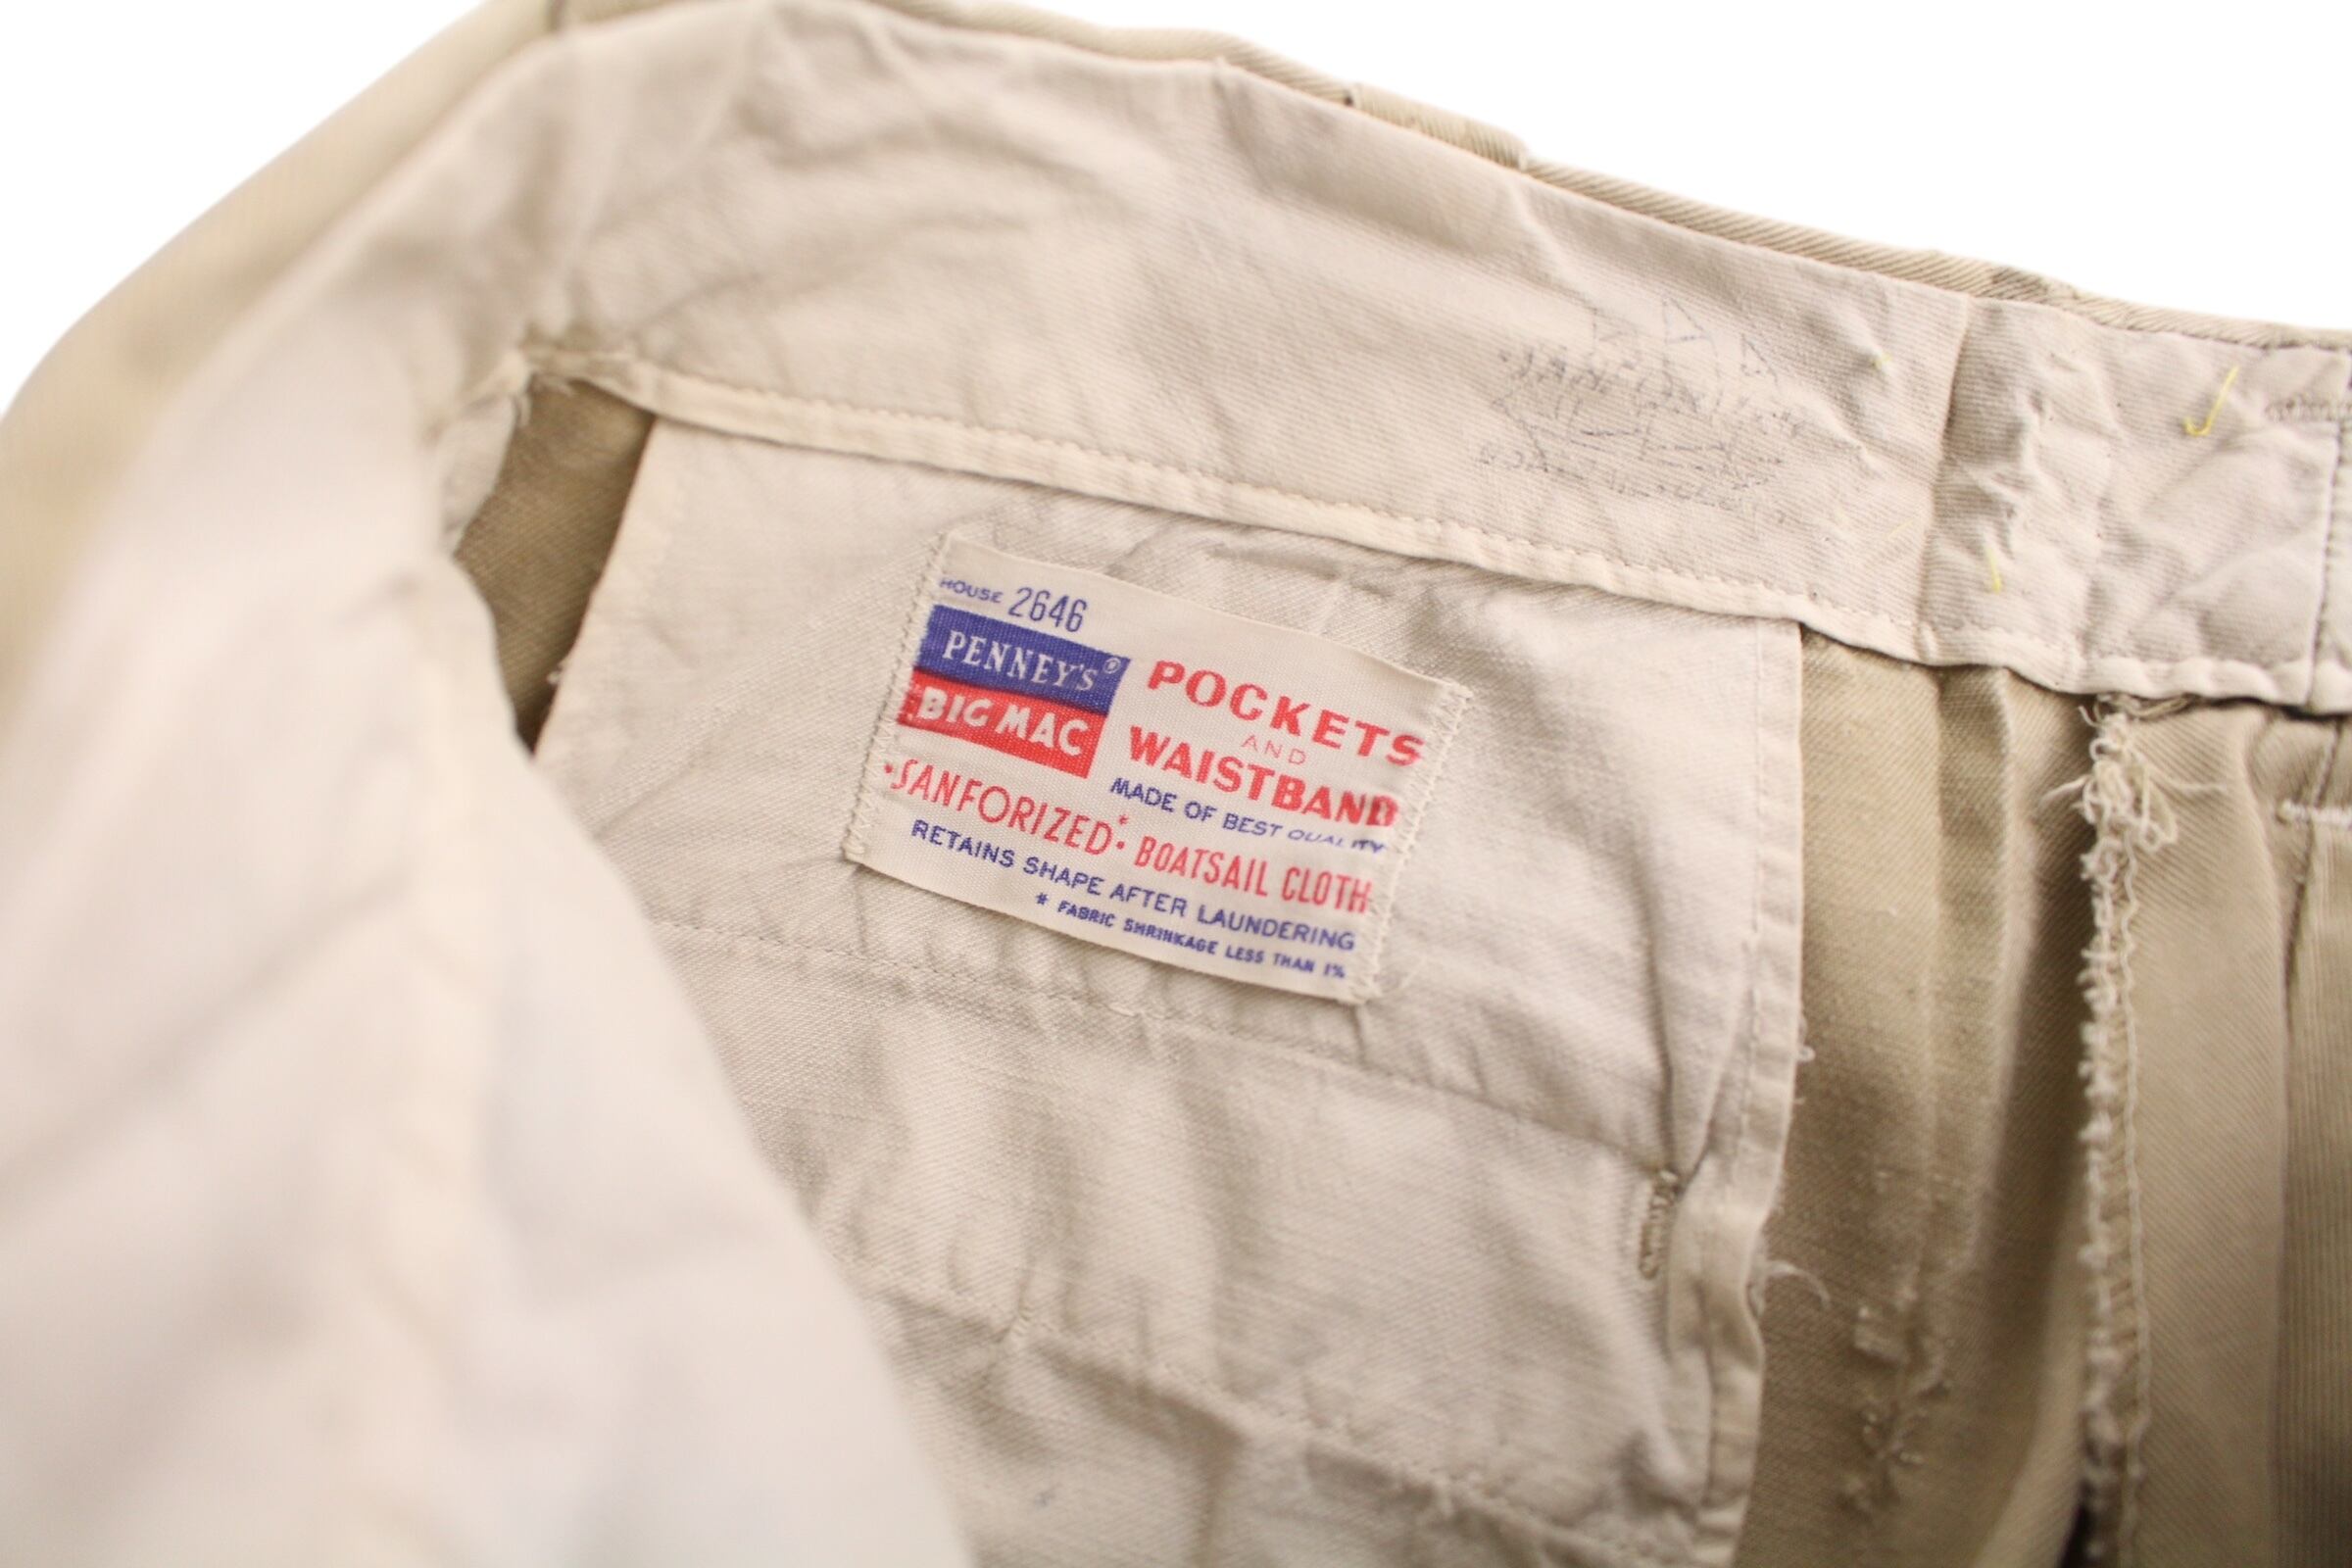 HOUSE 2646
PENNEY'S®
BIG MAC
POCKETS
AND
WAISTBAND
MADE OF BEST QUALITY
•SANFORIZED*• BOATSAIL CLOTH
RETAINS SHAPE AFTER LAUNDERING
* FABRIC SHRINKAGE LESS THAN 1%